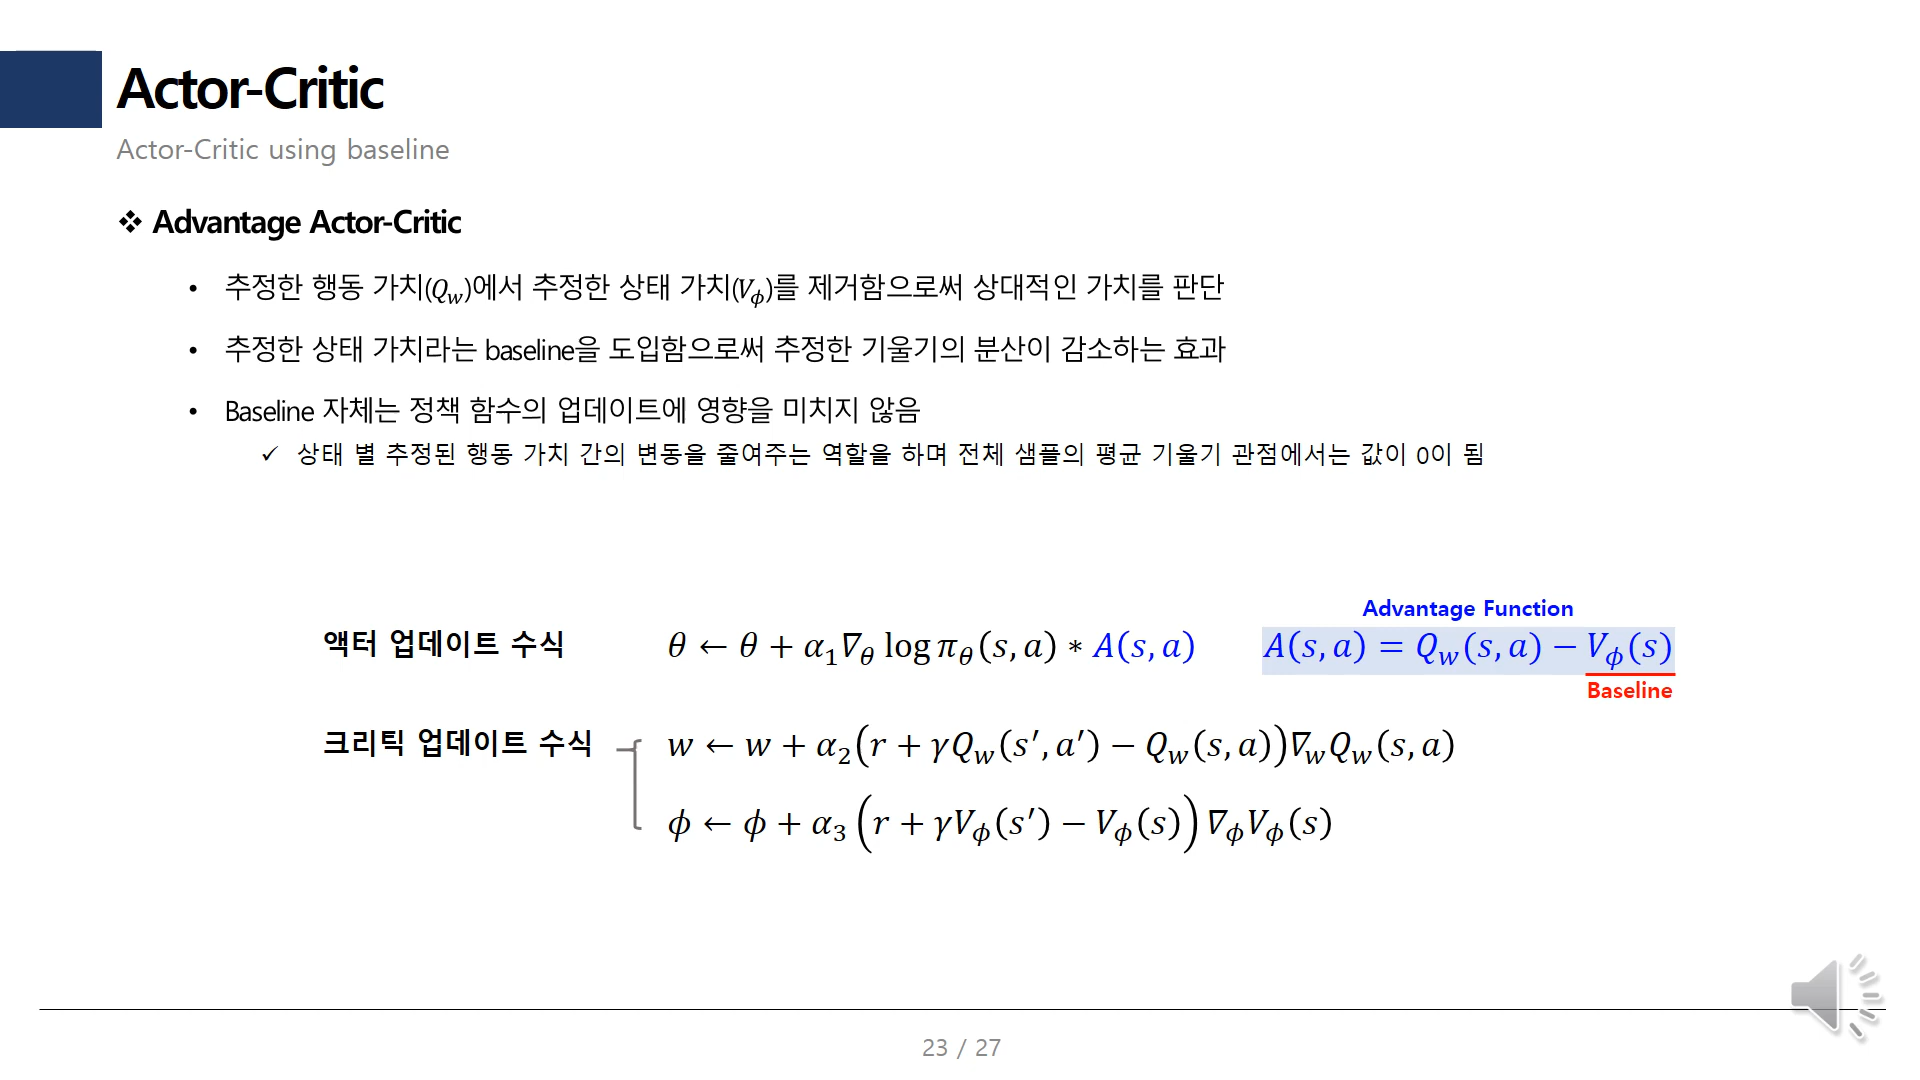 Actor-Critic
Actor-Critic using baseline
❖ Advantage Actor-Critic
• 추정한 행동 가치(𝑄𝑤)에서 추정한 상태 가치(𝑉𝜙)를 제거함으로써 상대적인 가치를 판단
• 추정한 상태 가치라는 baseline을 도입함으로써 추정한 기울기의 분산이 감소하는 효과
• Baseline 자체는 정책 함수의 업데이트에 영향을 미치지 않음
✓ 상태 별 추정된 행동 가치 간의 변동을 줄여주는 역할을 하며 전체 샘플의 평균 기울기 관점에서는 값이 0이 됨
Advantage Function
액터 업데이트 수식 θ ← θ + α₁∇_θ log π_θ(s, a) ∗ A(s, a) A(s, a) = Q_w(s, a) − V_ϕ(s)
Baseline
크리틱 업데이트 수식 w ← w + α₂(r + γQ_w(s′, a′) − Q_w(s, a))∇_w Q_w(s, a)
ϕ ← ϕ + α₃(r + γV_ϕ(s′) − V_ϕ(s))∇_ϕ V_ϕ(s)
23 / 27